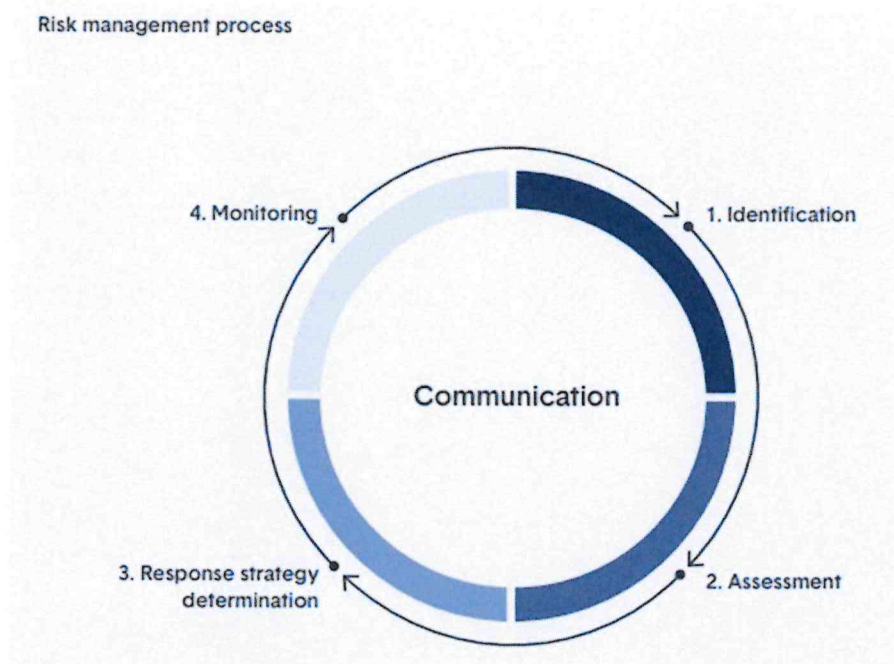 Risk management process
4. Monitoring
1. Identification
Communication
3. Response strategy
determination
2. Assessment